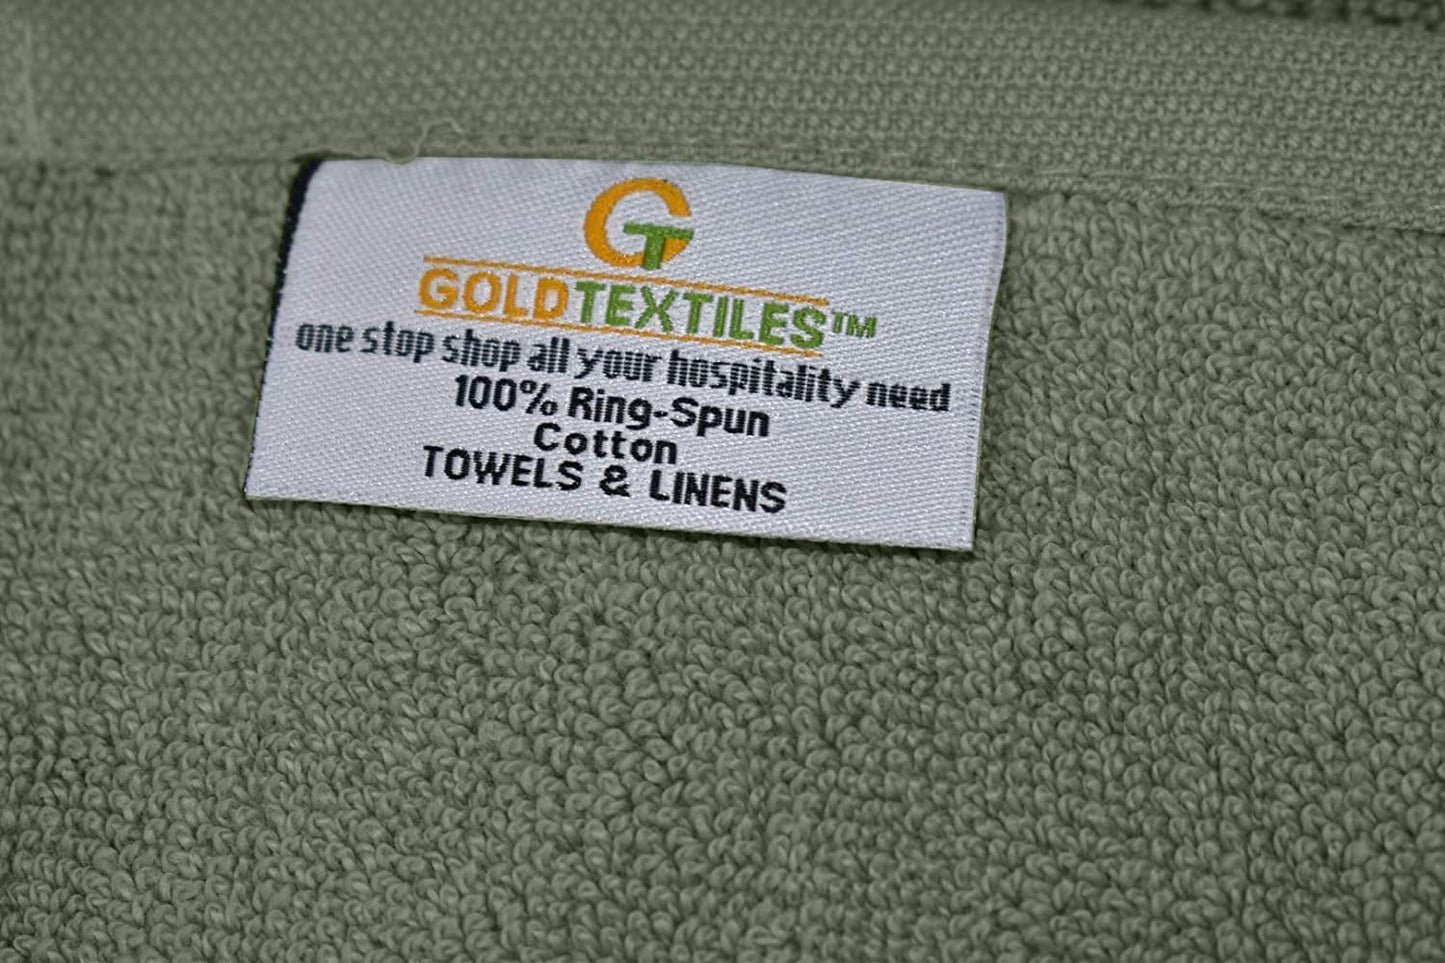 GT
GOLDTEXTILES™
one stop shop all your hospitality need
100% Ring-Spun
Cotton
TOWELS & LINENS